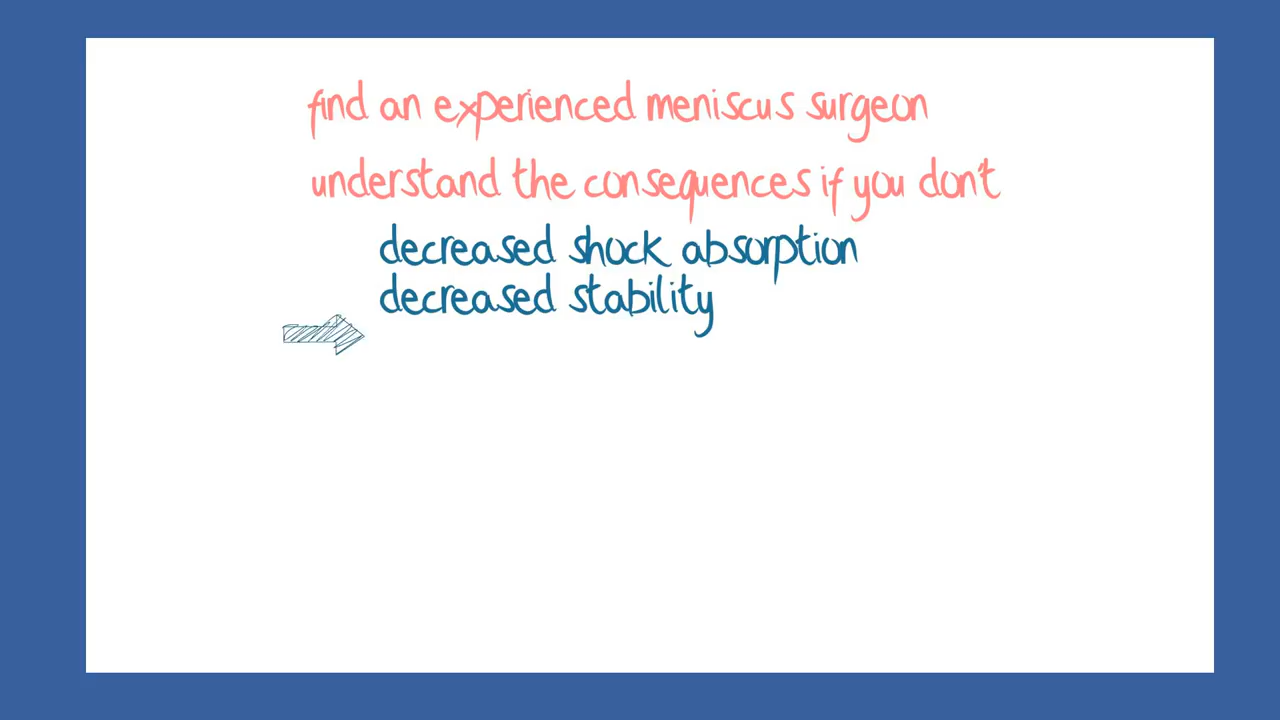 find an experienced meniscus surgeon
understand the consequences if you don't
decreased shock absorption
decreased stability